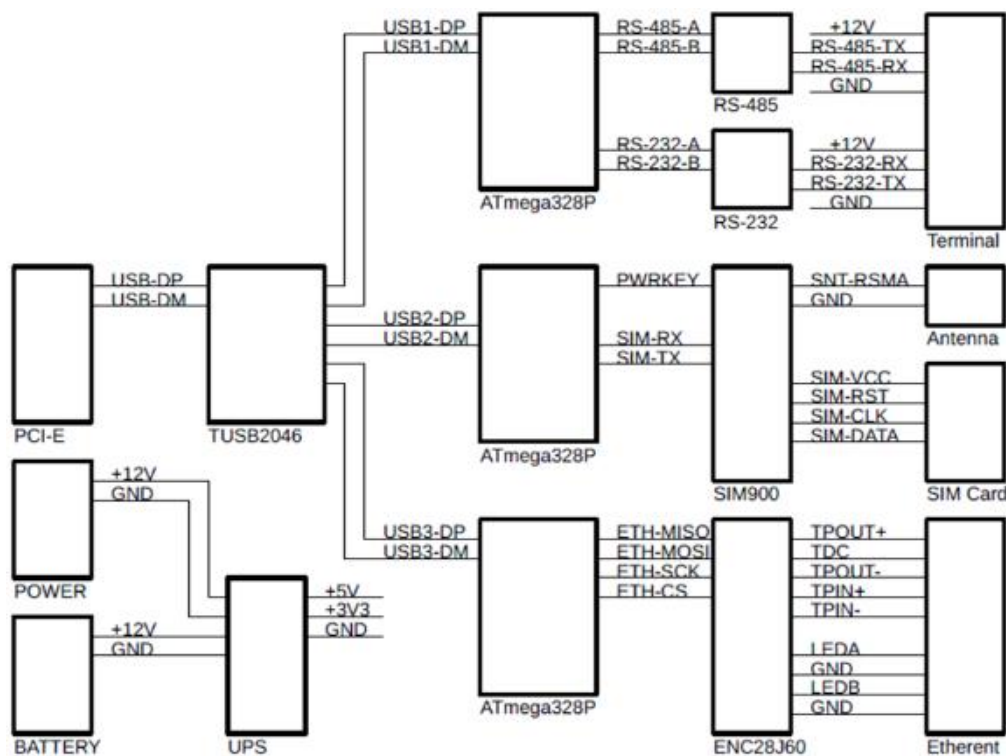 USB1-DP
USB1-DM
RS-485-A
RS-485-B
+12V
RS-485-TX
RS-485-RX
GND
RS-485
RS-232-A
RS-232-B
+12V
RS-232-RX
RS-232-TX
GND
ATmega328P
RS-232
Terminal
USB-DP
USB-DM
PCI-E
TUSB2046
USB2-DP
USB2-DM
PWRKEY
SIM-RX
SIM-TX
ATmega328P
SNT-RSMA
GND
Antenna
SIM-VCC
SIM-RST
SIM-CLK
SIM-DATA
SIM900
SIM Card
+12V
GND
POWER
+12V
GND
BATTERY
+5V
+3V3
GND
UPS
USB3-DP
USB3-DM
ETH-MISO
ETH-MOSI
ETH-SCK
ETH-CS
ATmega328P
TPOUT+
TDC
TPOUT-
TPIN+
TPIN-
LEDA
GND
LEDB
GND
ENC28J60
Etherent